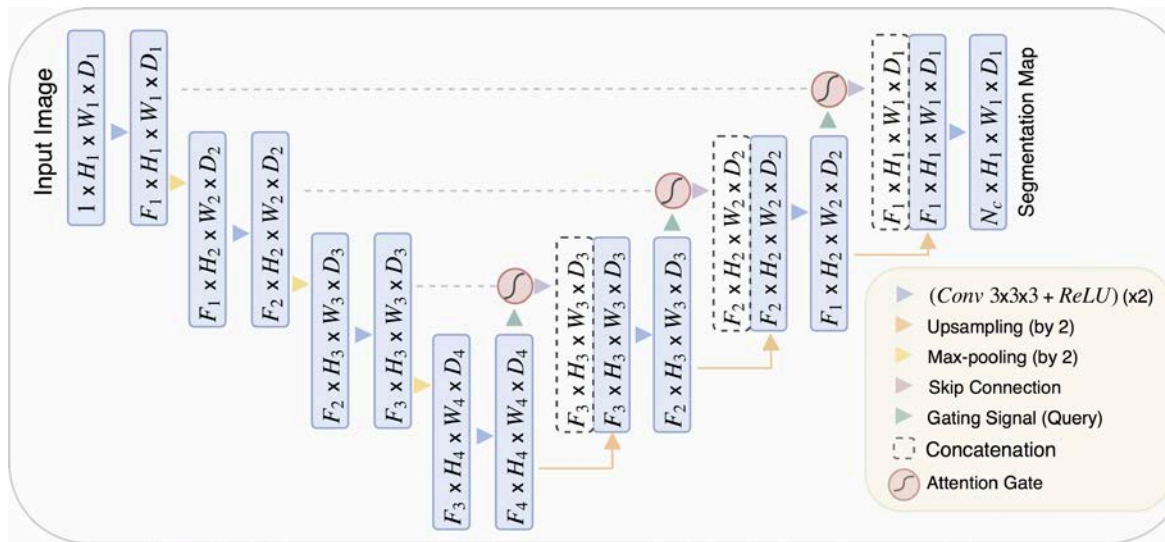 Input Image
1 x H₁ x W₁ x D₁
F₁ x H₁ x W₁ x D₁
F₁ x H₂ x W₂ x D₂
F₂ x H₂ x W₂ x D₂
F₂ x H₃ x W₃ x D₃
F₃ x H₃ x W₃ x D₃
F₃ x H₄ x W₄ x D₄
F₄ x H₄ x W₄ x D₄
F₃ x H₃ x W₃ x D₃
F₃ x H₃ x W₃ x D₃
F₂ x H₃ x W₃ x D₃
F₂ x H₂ x W₂ x D₂
F₂ x H₂ x W₂ x D₂
F₁ x H₂ x W₂ x D₂
F₁ x H₁ x W₁ x D₁
F₁ x H₁ x W₁ x D₁
N_c x H₁ x W₁ x D₁
Segmentation Map
(Conv 3x3x3 + ReLU) (x2)
Upsampling (by 2)
Max-pooling (by 2)
Skip Connection
Gating Signal (Query)
Concatenation
Attention Gate